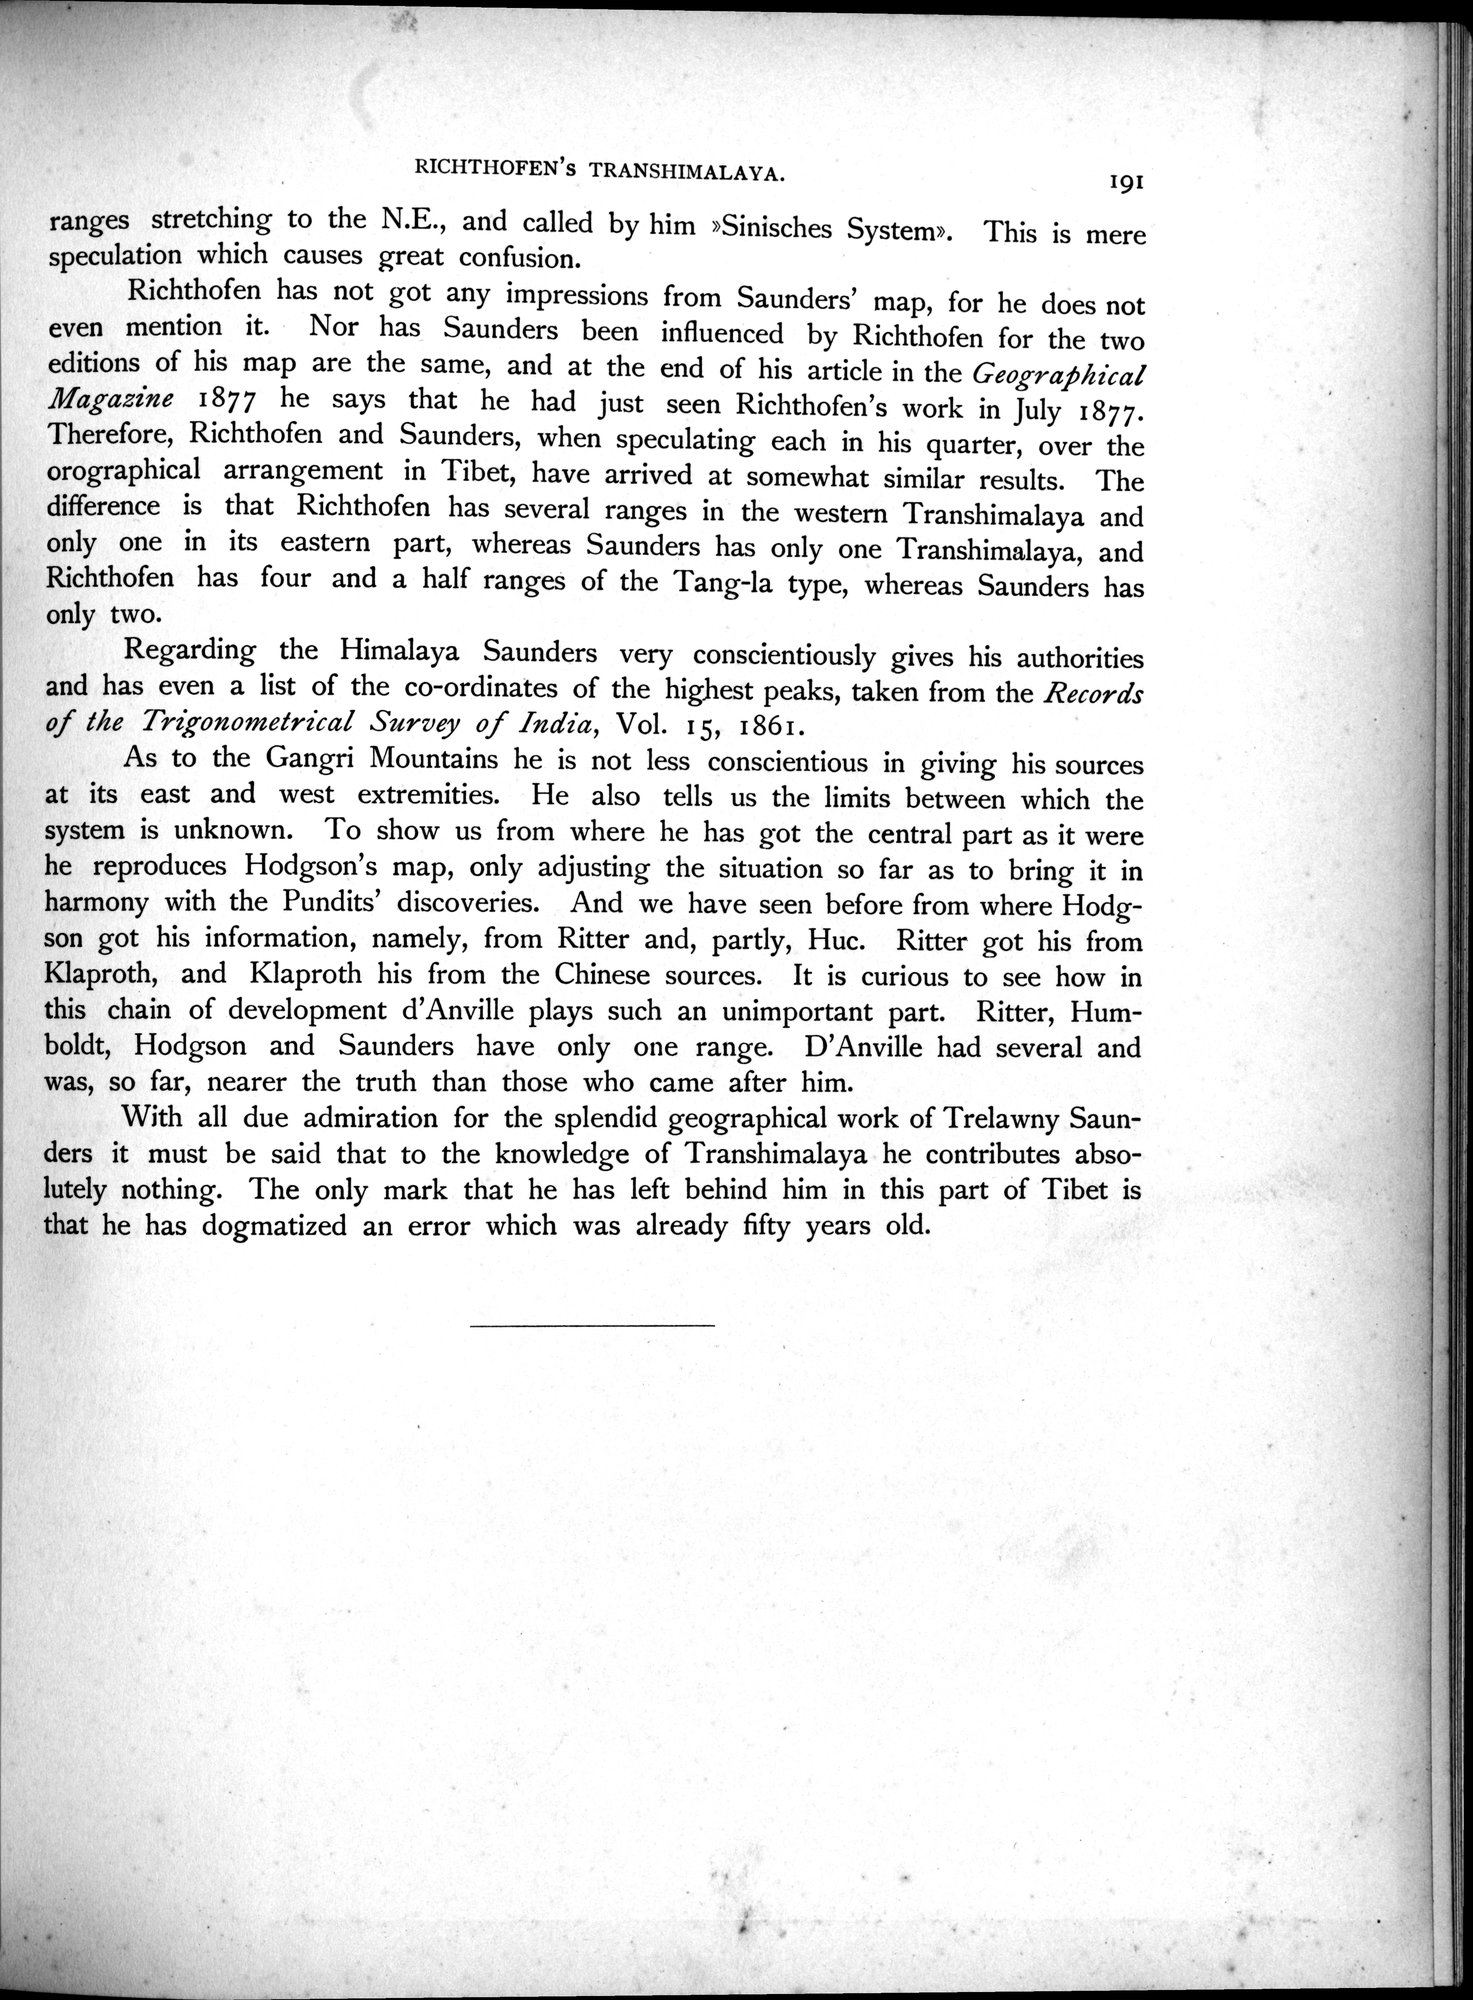 RICHTHOFEN'S TRANSHIMALAYA.
191
ranges stretching to the N.E., and called by him »Sinisches System». This is mere
speculation which causes great confusion.
Richthofen has not got any impressions from Saunders' map, for he does not
even mention it. Nor has Saunders been influenced by Richthofen for the two
editions of his map are the same, and at the end of his article in the Geographical
Magazine 1877 he says that he had just seen Richthofen's work in July 1877.
Therefore, Richthofen and Saunders, when speculating each in his quarter, over the
orographical arrangement in Tibet, have arrived at somewhat similar results. The
difference is that Richthofen has several ranges in the western Transhimalaya and
only one in its eastern part, whereas Saunders has only one Transhimalaya, and
Richthofen has four and a half ranges of the Tang-la type, whereas Saunders has
only two.
Regarding the Himalaya Saunders very conscientiously gives his authorities
and has even a list of the co-ordinates of the highest peaks, taken from the Records
of the Trigonometrical Survey of India, Vol. 15, 1861.
As to the Gangri Mountains he is not less conscientious in giving his sources
at its east and west extremities. He also tells us the limits between which the
system is unknown. To show us from where he has got the central part as it were
he reproduces Hodgson's map, only adjusting the situation so far as to bring it in
harmony with the Pundits' discoveries. And we have seen before from where Hodg-
son got his information, namely, from Ritter and, partly, Huc. Ritter got his from
Klaproth, and Klaproth his from the Chinese sources. It is curious to see how in
this chain of development d'Anville plays such an unimportant part. Ritter, Hum-
boldt, Hodgson and Saunders have only one range. D'Anville had several and
was, so far, nearer the truth than those who came after him.
With all due admiration for the splendid geographical work of Trelawny Saun-
ders it must be said that to the knowledge of Transhimalaya he contributes abso-
lutely nothing. The only mark that he has left behind him in this part of Tibet is
that he has dogmatized an error which was already fifty years old.